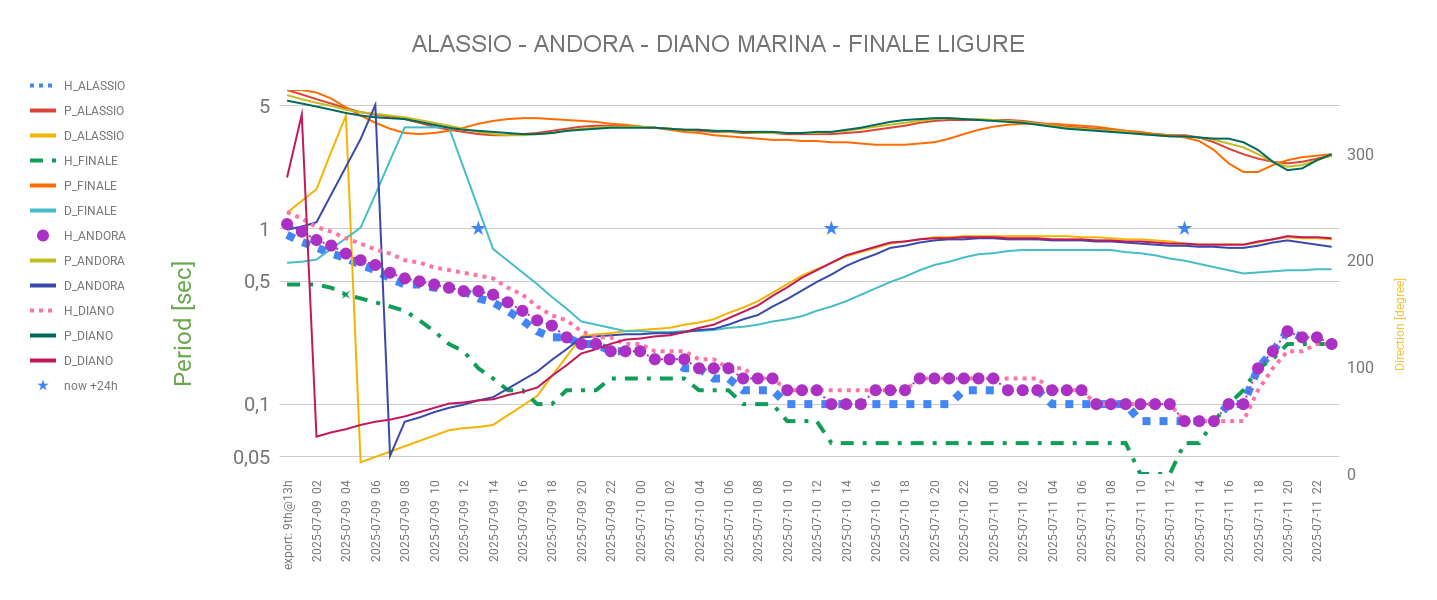 ALASSIO - ANDORA - DIANO MARINA - FINALE LIGURE
H_ALASSIO
P_ALASSIO
D_ALASSIO
H_FINALE
P_FINALE
D_FINALE
H_ANDORA
P_ANDORA
D_ANDORA
H_DIANO
P_DIANO
D_DIANO
now +24h
Period [sec]
5
1
0,5
0,1
0,05
300
200
100
0
Direction [degree]
export: 9th@13h
2025-07-09 02
2025-07-09 04
2025-07-09 06
2025-07-09 08
2025-07-09 10
2025-07-09 12
2025-07-09 14
2025-07-09 16
2025-07-09 18
2025-07-09 20
2025-07-09 22
2025-07-10 00
2025-07-10 02
2025-07-10 04
2025-07-10 06
2025-07-10 08
2025-07-10 10
2025-07-10 12
2025-07-10 14
2025-07-10 16
2025-07-10 18
2025-07-10 20
2025-07-10 22
2025-07-11 00
2025-07-11 02
2025-07-11 04
2025-07-11 06
2025-07-11 08
2025-07-11 10
2025-07-11 12
2025-07-11 14
2025-07-11 16
2025-07-11 18
2025-07-11 20
2025-07-11 22